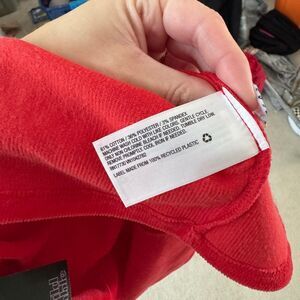 61% COTTON / 36% POLYESTER / 3% SPANDEX
MACHINE WASH COLD WITH LIKE COLORS. GENTLE CYCLE.
ONLY NON-CHLORINE BLEACH IF NEEDED. TUMBLE DRY LOW.
REMOVE PROMPTLY. COOL IRON IF NEEDED.
LABEL MADE FROM 100% RECYCLED PLASTIC